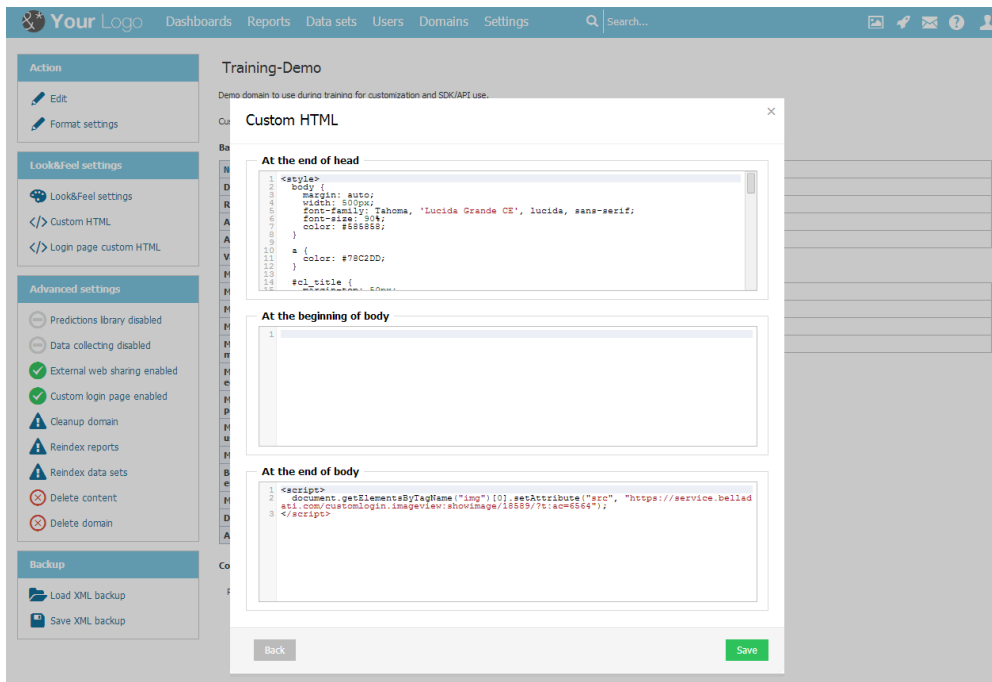 Your Logo
Dashboards Reports Data sets Users Domains Settings
Search...
Action
Edit
Format settings
Look&Feel settings
Look&Feel settings
</> Custom HTML
</> Login page custom HTML
Advanced settings
Predictions library disabled
Data collecting disabled
External web sharing enabled
Custom login page enabled
Cleanup domain
Reindex reports
Reindex data sets
Delete content
Delete domain
Backup
Load XML backup
Save XML backup
Training-Demo
Demo domain to use during training for customization and SDK/API use.
Custom HTML
×
At the end of head
1 <style>
2 body {
3 margin: auto;
4 width: 500px;
5 font-family: Tahoma, 'Lucida Grande CE', lucida, sans-serif;
6 font-size: 90%;
7 color: #585858;
8 }
9
10 a {
11 color: #78C2DD;
12 }
13
14 #cl_title {
15 margin-top: 50px;
At the beginning of body
1
At the end of body
1 <script>
2 document.getElementsByTagName("img")[0].setAttribute("src", "https://service.bellad
ati.com/customlogin.imageview:showimage/18589/?t:ac=6564");
3 </script>
Back
Save